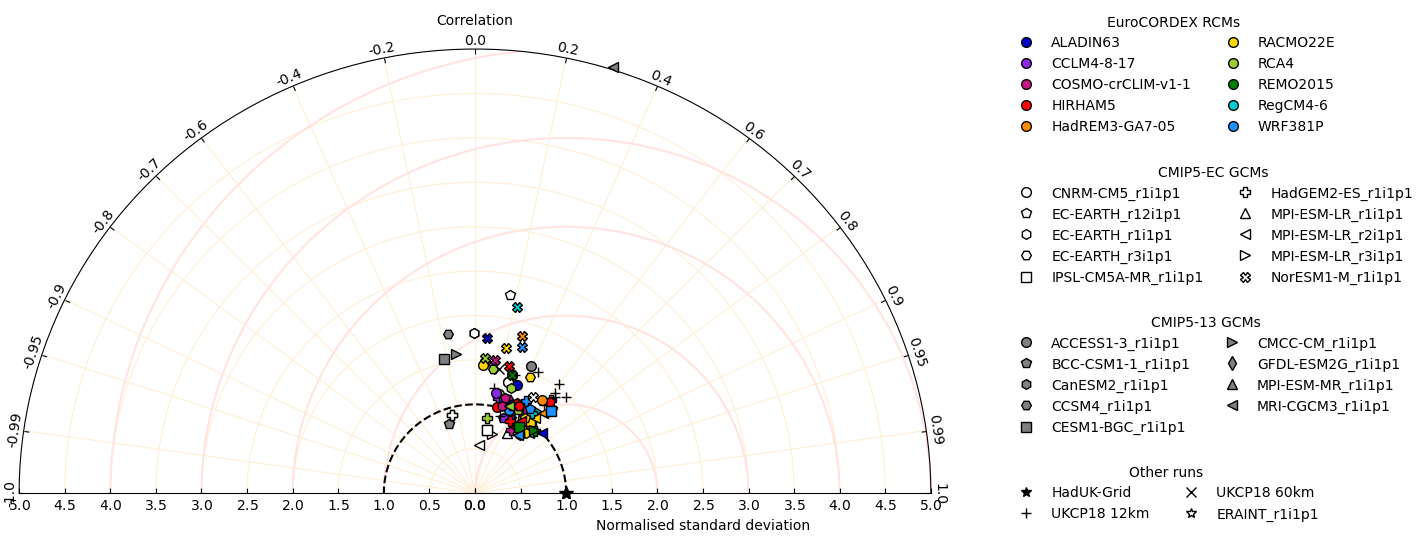 Correlation
0.0
-0.2
0.2
-0.4
0.4
-0.6
0.6
-0.7
0.7
-0.8
0.8
-0.9
0.9
-0.95
0.95
-0.99
0.99
-1.0
1.0
5.0 4.5 4.0 3.5 3.0 2.5 2.0 1.5 1.0 0.5 0.0 0.5 1.0 1.5 2.0 2.5 3.0 3.5 4.0 4.5 5.0
Normalised standard deviation
EuroCORDEX RCMs
ALADIN63 RACMO22E
CCLM4-8-17 RCA4
COSMO-crCLIM-v1-1 REMO2015
HIRHAM5 RegCM4-6
HadREM3-GA7-05 WRF381P
CMIP5-EC GCMs
CNRM-CM5_r1i1p1 HadGEM2-ES_r1i1p1
EC-EARTH_r12i1p1 MPI-ESM-LR_r1i1p1
EC-EARTH_r1i1p1 MPI-ESM-LR_r2i1p1
EC-EARTH_r3i1p1 MPI-ESM-LR_r3i1p1
IPSL-CM5A-MR_r1i1p1 NorESM1-M_r1i1p1
CMIP5-13 GCMs
ACCESS1-3_r1i1p1 CMCC-CM_r1i1p1
BCC-CSM1-1_r1i1p1 GFDL-ESM2G_r1i1p1
CanESM2_r1i1p1 MPI-ESM-MR_r1i1p1
CCSM4_r1i1p1 MRI-CGCM3_r1i1p1
CESM1-BGC_r1i1p1
Other runs
HadUK-Grid UKCP18 60km
UKCP18 12km ERAINT_r1i1p1